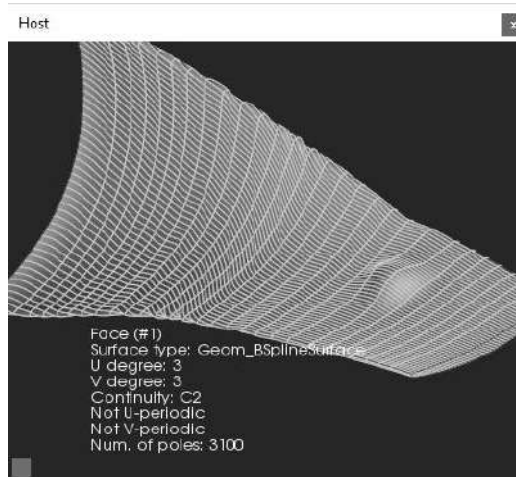 Host
x
Face (#1)
Surface type: Geom_BSplineSurface
U degree: 3
V degree: 3
Continuity: C2
Not U-periodic
Not V-periodic
Num. of poles: 3100